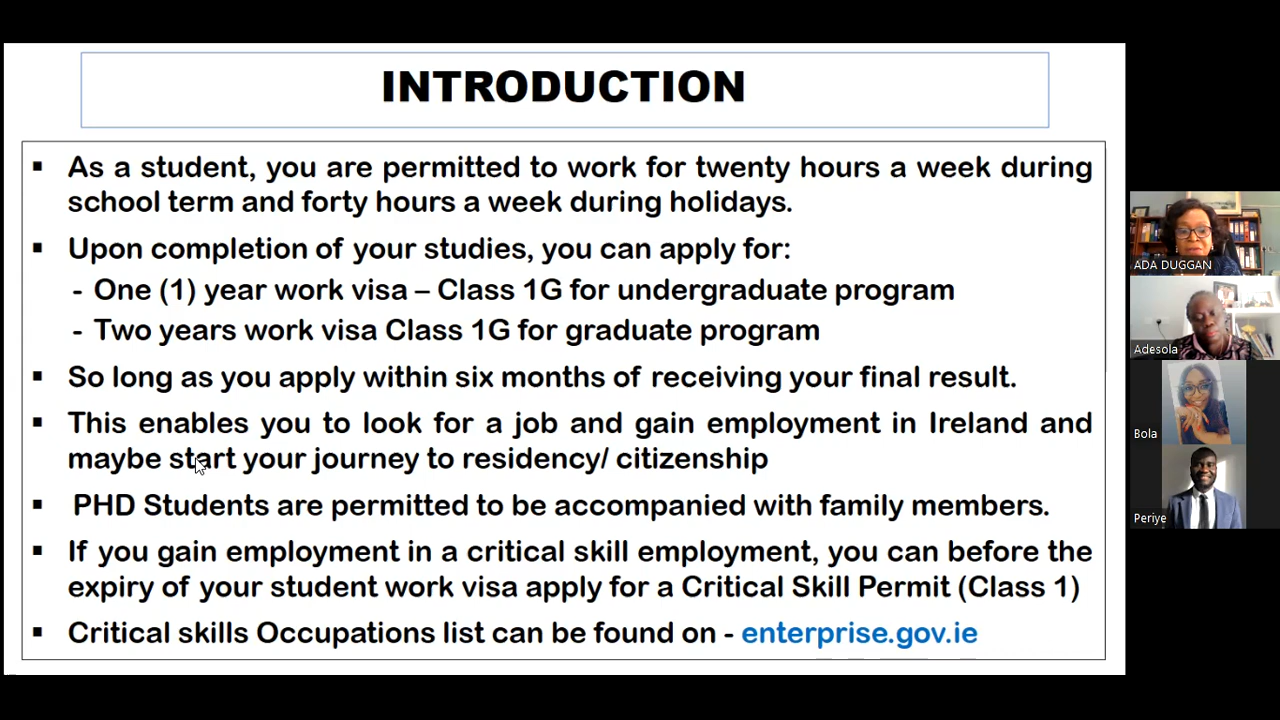 INTRODUCTION
▪ As a student, you are permitted to work for twenty hours a week during
school term and forty hours a week during holidays.
▪ Upon completion of your studies, you can apply for:
- One (1) year work visa – Class 1G for undergraduate program
- Two years work visa Class 1G for graduate program
▪ So long as you apply within six months of receiving your final result.
▪ This enables you to look for a job and gain employment in Ireland and
maybe start your journey to residency/ citizenship
▪ PHD Students are permitted to be accompanied with family members.
▪ If you gain employment in a critical skill employment, you can before the
expiry of your student work visa apply for a Critical Skill Permit (Class 1)
▪ Critical skills Occupations list can be found on - enterprise.gov.ie
ADA DUGGAN
Adesola
Bola
Periye